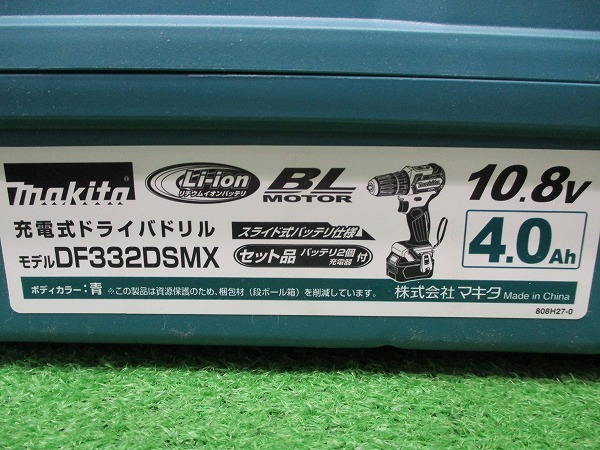 makita
Li-ion
リチウムイオンバッテリ
BL
MOTOR
10.8V
4.0Ah
充電式ドライバドリル
モデルDF332DSMX
スライド式バッテリ仕様
セット品 バッテリ2個 充電器 付
ボディカラー:青 ※この製品は資源保護のため、梱包材(段ボール箱)を削減しています。
株式会社マキタ Made in China
808H27-0